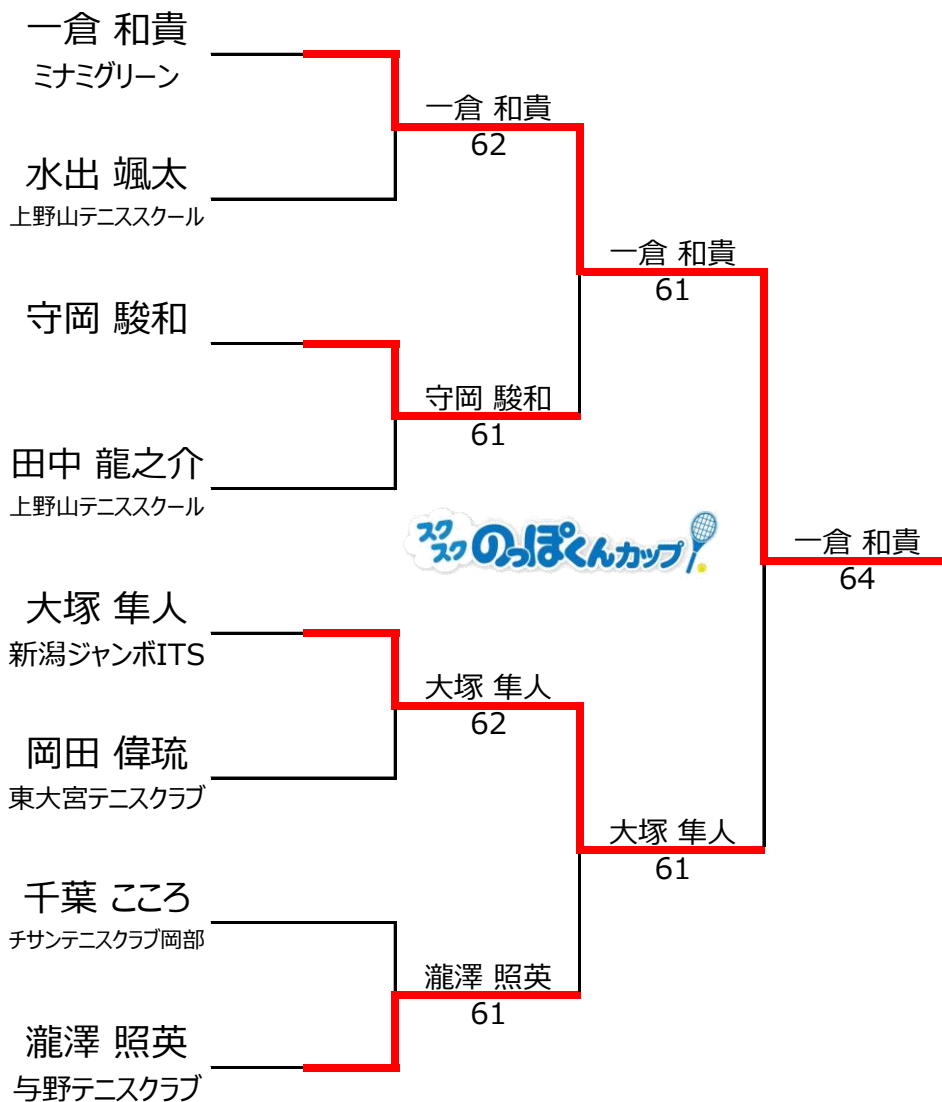 一倉 和貴
ミナミグリーン
一倉 和貴
62
水出 颯太
上野山テニススクール
一倉 和貴
61
守岡 駿和
守岡 駿和
61
田中 龍之介
上野山テニススクール
スク
スク
のっぽくんカップ
一倉 和貴
64
大塚 隼人
新潟ジャンボITS
大塚 隼人
62
岡田 偉琉
東大宮テニスクラブ
大塚 隼人
61
千葉 こころ
チサンテニスクラブ岡部
瀧澤 照英
61
瀧澤 照英
与野テニスクラブ